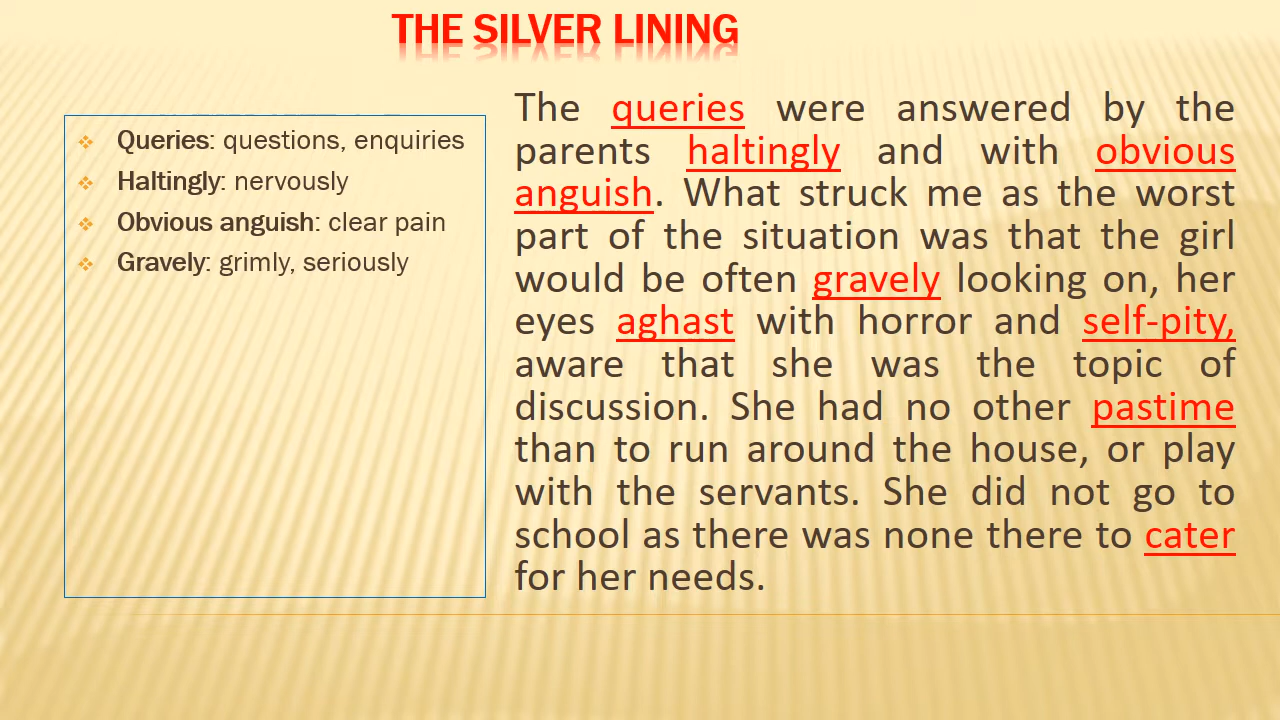 THE SILVER LINING
❖ Queries: questions, enquiries
❖ Haltingly: nervously
❖ Obvious anguish: clear pain
❖ Gravely: grimly, seriously
The queries were answered by the
parents haltingly and with obvious
anguish. What struck me as the worst
part of the situation was that the girl
would be often gravely looking on, her
eyes aghast with horror and self-pity,
aware that she was the topic of
discussion. She had no other pastime
than to run around the house, or play
with the servants. She did not go to
school as there was none there to cater
for her needs.